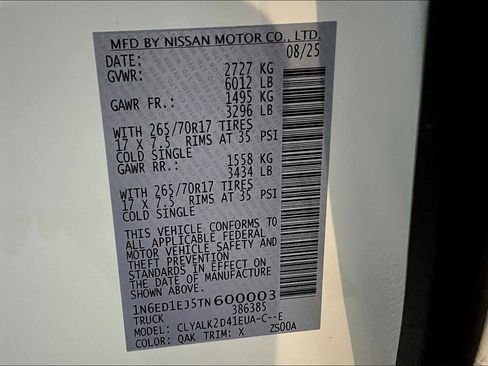 MFD BY NISSAN MOTOR CO., LTD.
DATE: 08/25
GVWR: 2727 KG
6012 LB
GAWR FR.: 1495 KG
3296 LB
WITH 265/70R17 TIRES
17 X 7.5 RIMS AT 35 PSI
COLD SINGLE
GAWR RR.: 1558 KG
3434 LB
WITH 265/70R17 TIRES
17 X 7.5 RIMS AT 35 PSI
COLD SINGLE
THIS VEHICLE CONFORMS TO
ALL APPLICABLE FEDERAL
MOTOR VEHICLE SAFETY AND
THEFT PREVENTION
STANDARDS IN EFFECT ON
THE DATE OF MANUFACTURE
SHOWN ABOVE.
1N6ED1EJ5TN600003
TRUCK 386385
MODEL: CLYALK2D41EUA-C--E
COLOR: QAK TRIM: X ZS00A